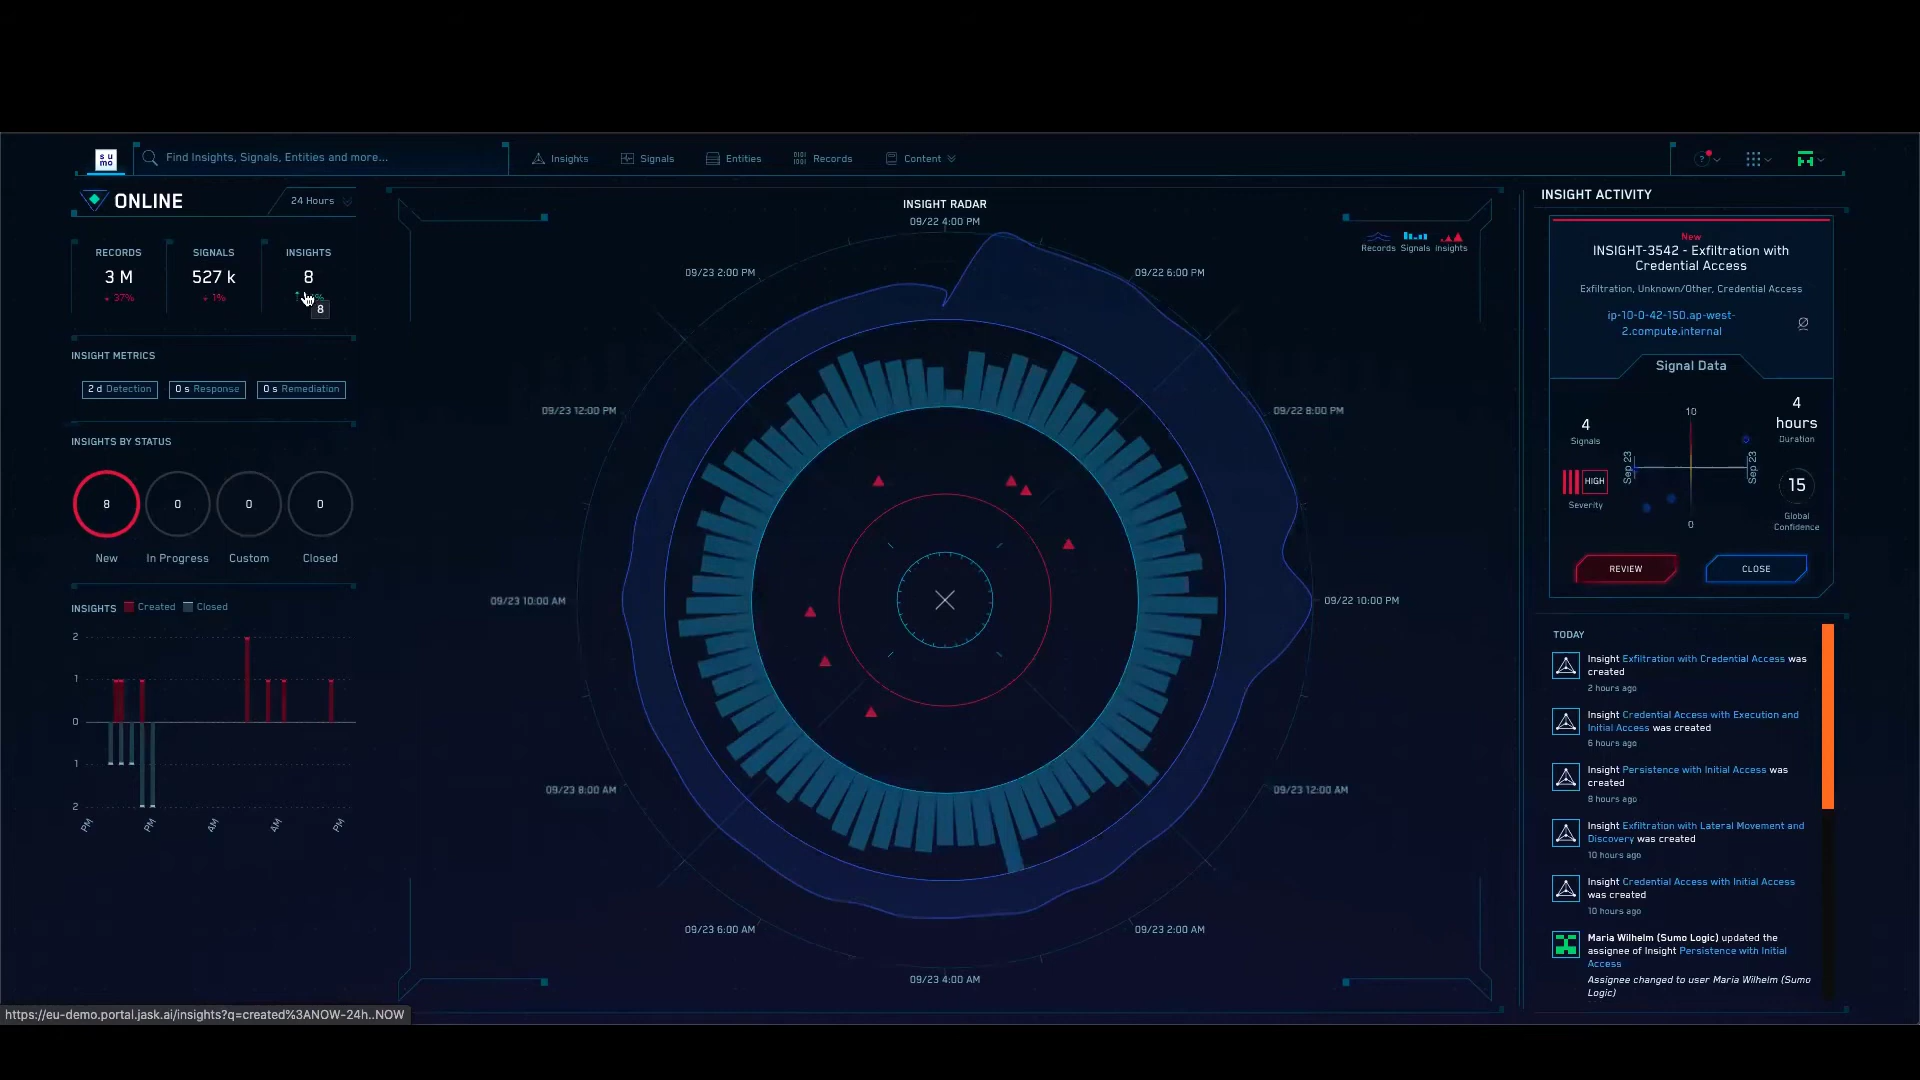 su
mo
Find Insights, Signals, Entities and more...
Insights
Signals
Entities
Records
Content
?
ONLINE
24 Hours
RECORDS
3 M
37%
SIGNALS
527 k
1%
INSIGHTS
8
8
INSIGHT METRICS
2 d Detection
0 s Response
0 s Remediation
INSIGHTS BY STATUS
8
0
0
0
New
In Progress
Custom
Closed
INSIGHTS
Created
Closed
2
1
0
1
2
PM
PM
AM
AM
PM
INSIGHT RADAR
09/22 4:00 PM
Records
Signals
Insights
09/23 2:00 PM
09/22 6:00 PM
09/23 12:00 PM
09/22 8:00 PM
09/23 10:00 AM
09/22 10:00 PM
09/23 8:00 AM
09/23 12:00 AM
09/23 6:00 AM
09/23 2:00 AM
09/23 4:00 AM
INSIGHT ACTIVITY
New
INSIGHT-3542 - Exfiltration with
Credential Access
Exfiltration, Unknown/Other, Credential Access
ip-10-0-42-150.ap-west-
2.compute.internal
Signal Data
4
Signals
HIGH
Severity
10
Sep 23
Sep 23
0
4
hours
Duration
15
Global
Confidence
REVIEW
CLOSE
TODAY
Insight Exfiltration with Credential Access was
created
2 hours ago
Insight Credential Access with Execution and
Initial Access was created
6 hours ago
Insight Persistence with Initial Access was
created
8 hours ago
Insight Exfiltration with Lateral Movement and
Discovery was created
10 hours ago
Insight Credential Access with Initial Access
was created
10 hours ago
Maria Wilhelm (Sumo Logic) updated the
assignee of Insight Persistence with Initial
Access
Assignee changed to user Maria Wilhelm (Sumo
Logic)
https://eu-demo.portal.jask.ai/insights?q=created%3ANOW-24h..NOW